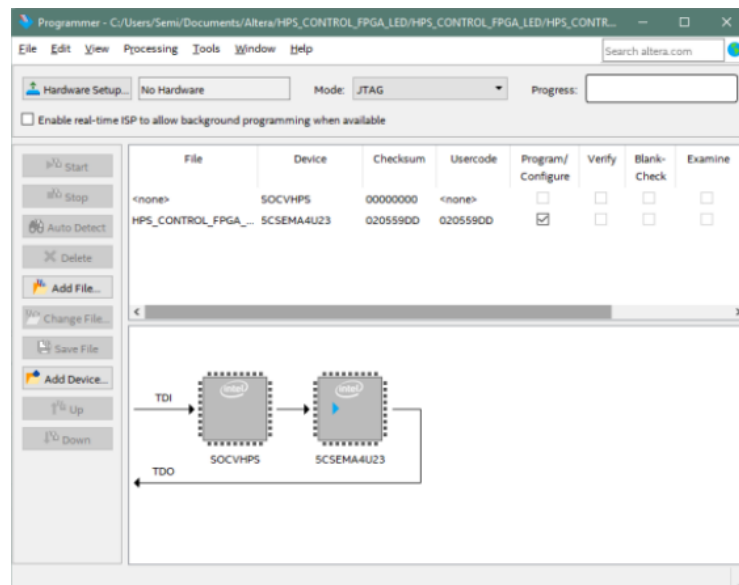 Programmer - C:/Users/Semi/Documents/Altera/HPS_CONTROL_FPGA_LED/HPS_CONTROL_FPGA_LED/HPS_CONTR...
File Edit View Processing Tools Window Help
Search altera.com
Hardware Setup... No Hardware Mode: JTAG Progress:
Enable real-time ISP to allow background programming when available
Start
Stop
Auto Detect
Delete
Add File...
Change File...
Save File
Add Device...
Up
Down
File Device Checksum Usercode Program/ Configure Verify Blank- Check Examine
<none> SOCVHPS 00000000 <none>
HPS_CONTROL_FPGA_... 5CSEMA4U23 020559DD 020559DD
intel intel
TDI
SOCVHPS 5CSEMA4U23
TDO